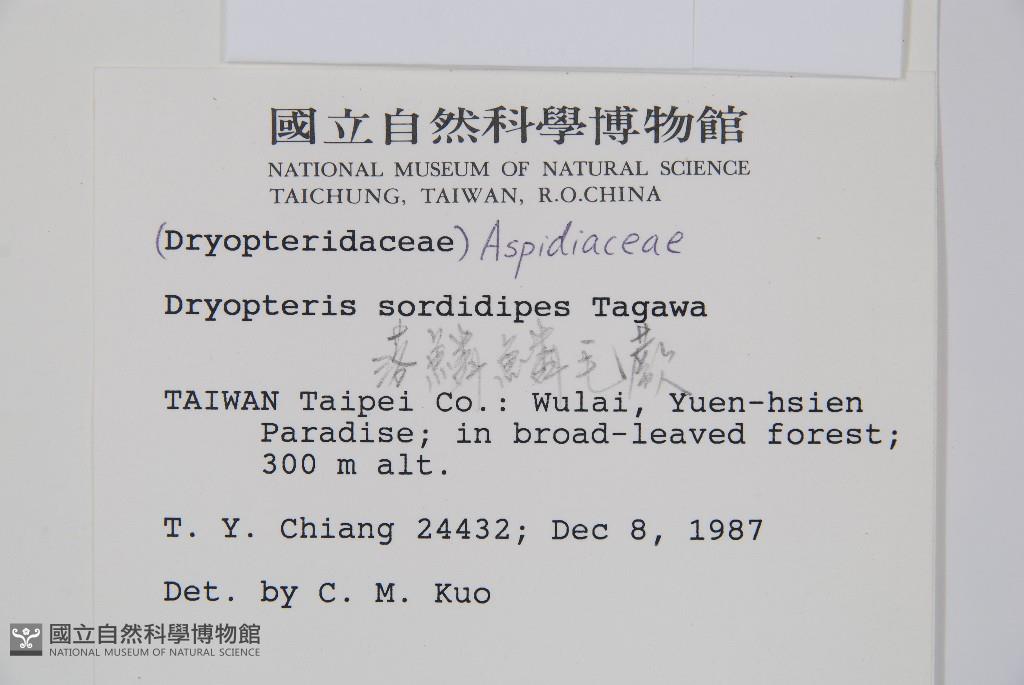 國立自然科學博物館
NATIONAL MUSEUM OF NATURAL SCIENCE
TAICHUNG, TAIWAN, R.O.CHINA
(Dryopteridaceae) Aspidiaceae
Dryopteris sordidipes Tagawa
鱗鱗毛蕨
TAIWAN Taipei Co.: Wulai, Yuen-hsien
Paradise; in broad-leaved forest;
300 m alt.
T. Y. Chiang 24432; Dec 8, 1987
Det. by C. M. Kuo
國立自然科學博物館
NATIONAL MUSEUM OF NATURAL SCIENCE